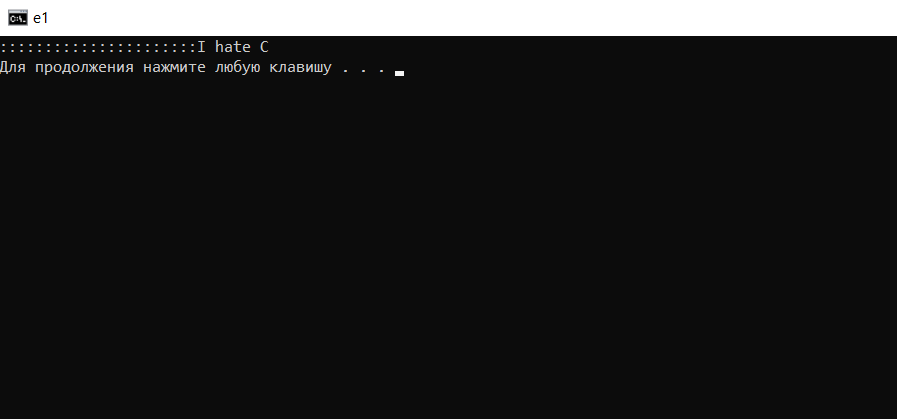 e1
::::::::::::::::::::::I hate C
Для продолжения нажмите любую клавишу . . .